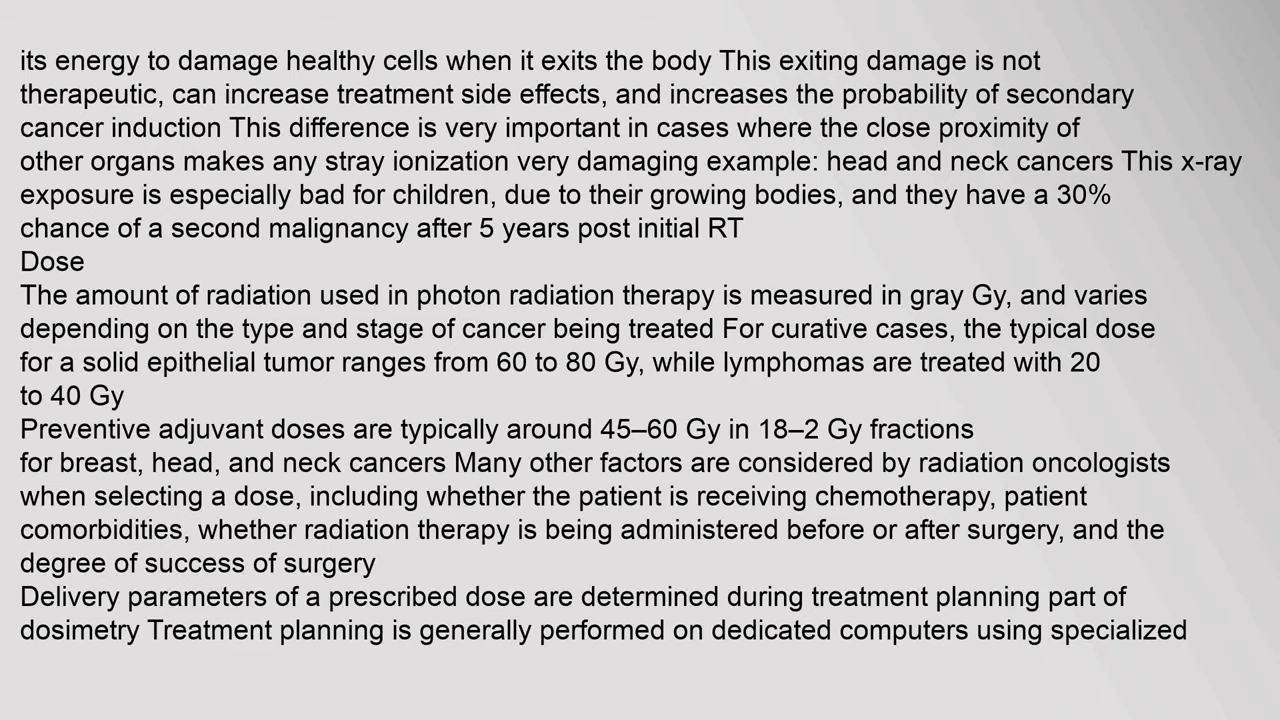 its energy to damage healthy cells when it exits the body This exiting damage is not
therapeutic, can increase treatment side effects, and increases the probability of secondary
cancer induction This difference is very important in cases where the close proximity of
other organs makes any stray ionization very damaging example: head and neck cancers This x-ray
exposure is especially bad for children, due to their growing bodies, and they have a 30%
chance of a second malignancy after 5 years post initial RT
Dose
The amount of radiation used in photon radiation therapy is measured in gray Gy, and varies
depending on the type and stage of cancer being treated For curative cases, the typical dose
for a solid epithelial tumor ranges from 60 to 80 Gy, while lymphomas are treated with 20
to 40 Gy
Preventive adjuvant doses are typically around 45–60 Gy in 18–2 Gy fractions
for breast, head, and neck cancers Many other factors are considered by radiation oncologists
when selecting a dose, including whether the patient is receiving chemotherapy, patient
comorbidities, whether radiation therapy is being administered before or after surgery, and the
degree of success of surgery
Delivery parameters of a prescribed dose are determined during treatment planning part of
dosimetry Treatment planning is generally performed on dedicated computers using specialized